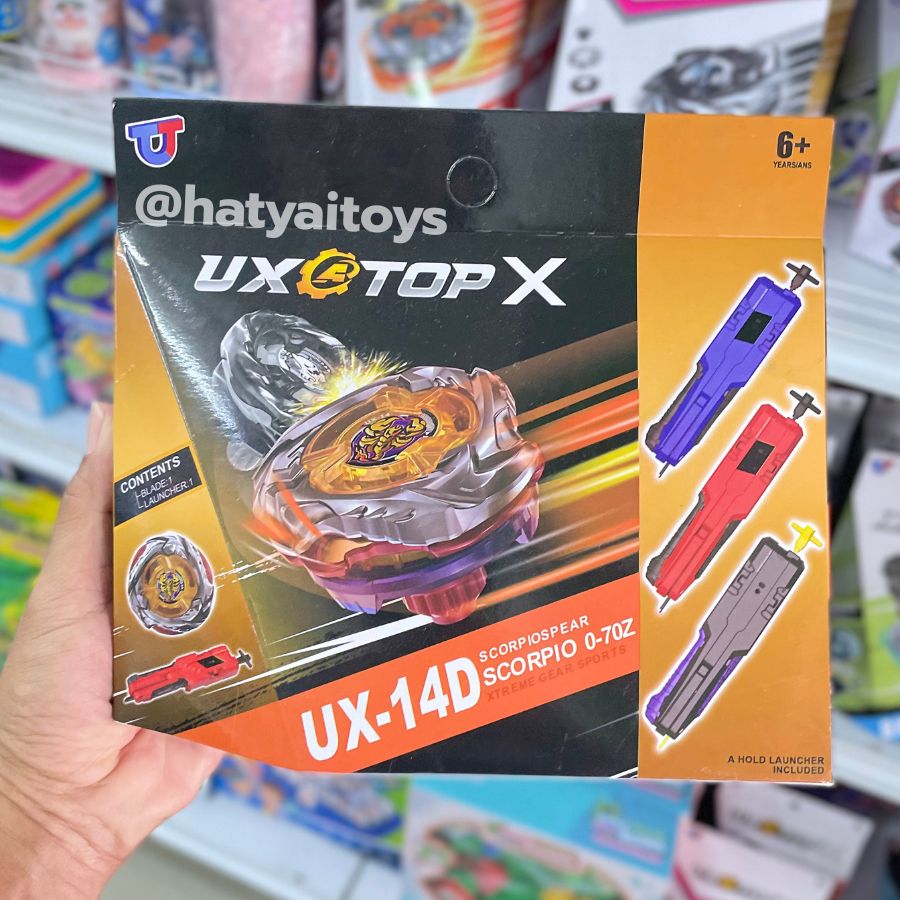 6+
YEARS/ANS
@hatyaitoys
UX TOP X
CONTENTS
BLADE:1
LAUNCHER:1
SCORPIOSPEAR
UX-14D SCORPIO 0-70Z
XTREME GEAR SPORTS
A HOLD LAUNCHER
INCLUDED